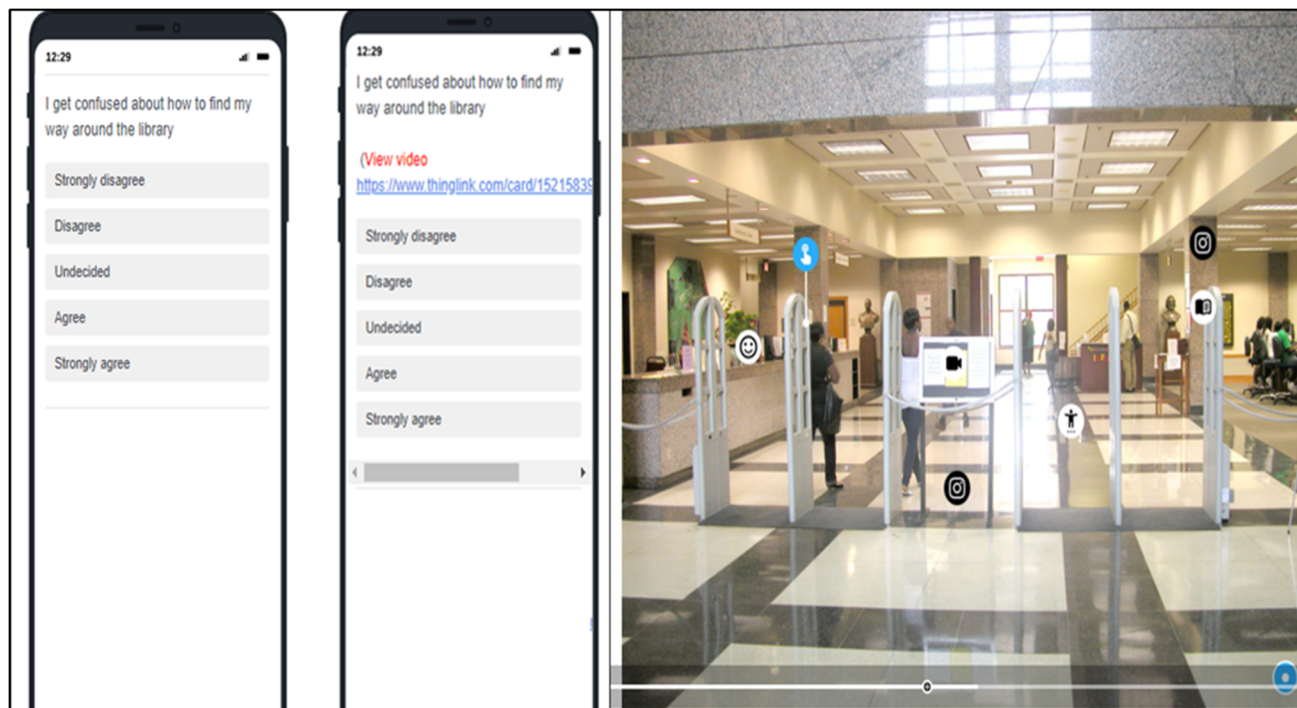 12:29
I get confused about how to find my
way around the library
Strongly disagree
Disagree
Undecided
Agree
Strongly agree
12:29
I get confused about how to find my
way around the library
(View video
https://www.thinglink.com/card/15215839
Strongly disagree
Disagree
Undecided
Agree
Strongly agree